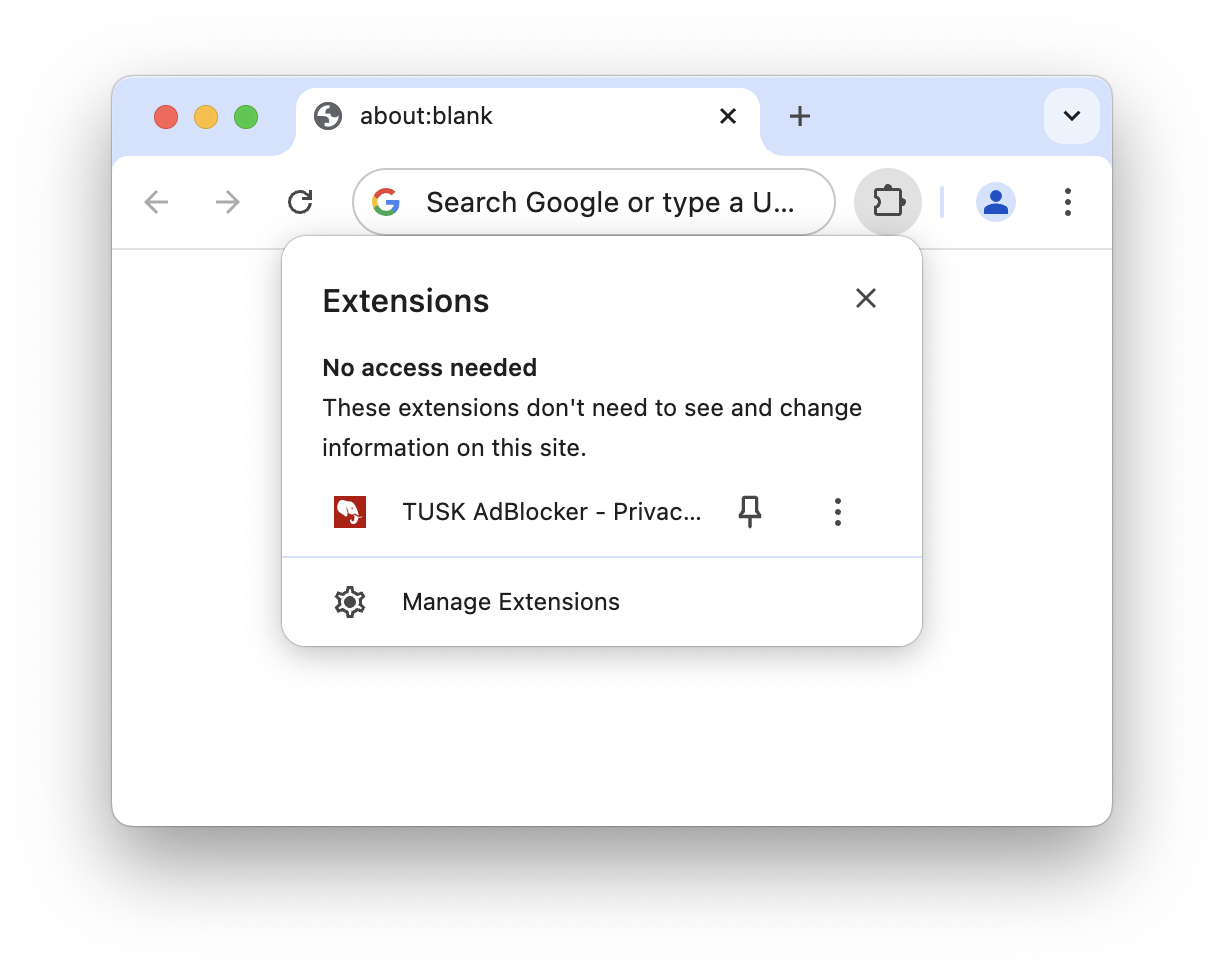 about:blank
Search Google or type a U...
Extensions
No access needed
These extensions don't need to see and change
information on this site.
TUSK AdBlocker - Privac...
Manage Extensions